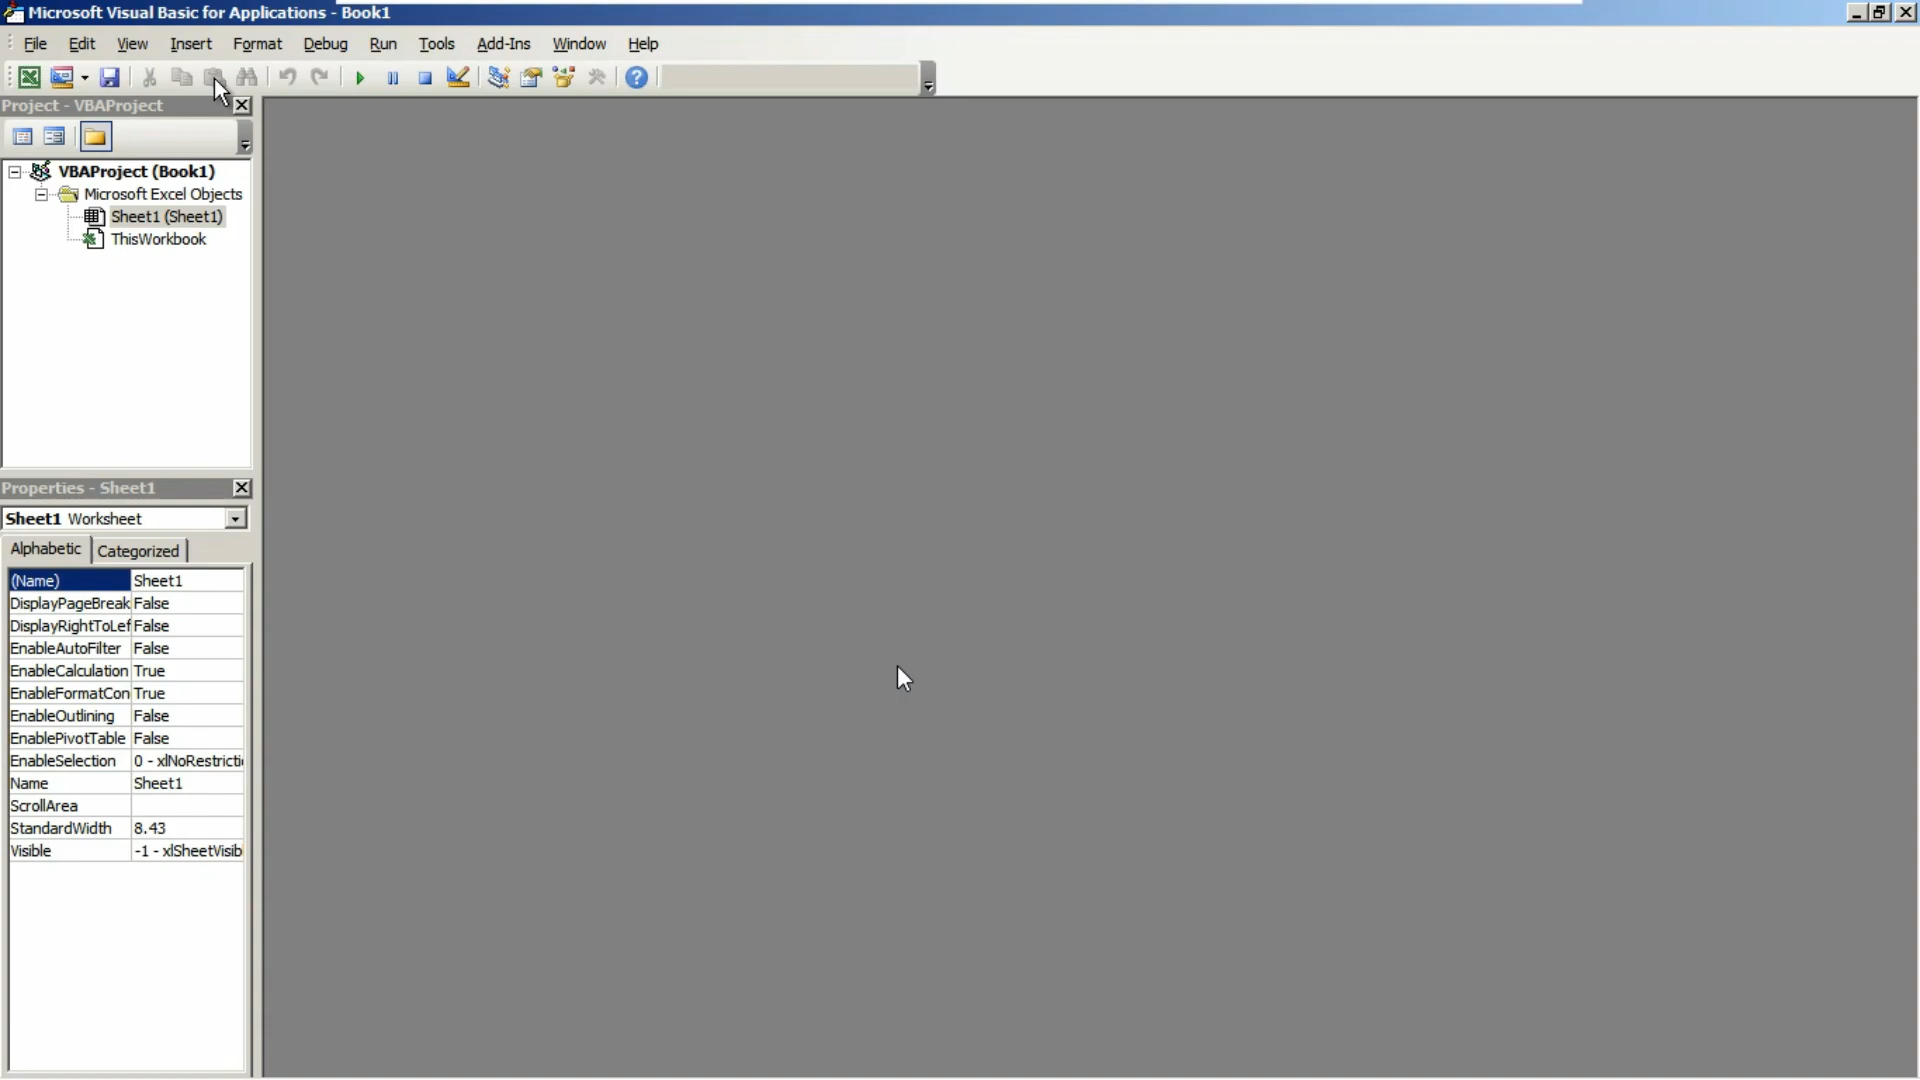 Microsoft Visual Basic for Applications - Book1
File Edit View Insert Format Debug Run Tools Add-Ins Window Help
Project - VBAProject
VBAProject (Book1)
Microsoft Excel Objects
Sheet1 (Sheet1)
ThisWorkbook
Properties - Sheet1
Sheet1 Worksheet
Alphabetic Categorized
(Name) Sheet1
DisplayPageBreak False
DisplayRightToLef False
EnableAutoFilter False
EnableCalculation True
EnableFormatCon True
EnableOutlining False
EnablePivotTable False
EnableSelection 0 - xlNoRestricti
Name Sheet1
ScrollArea
StandardWidth 8.43
Visible -1 - xlSheetVisib